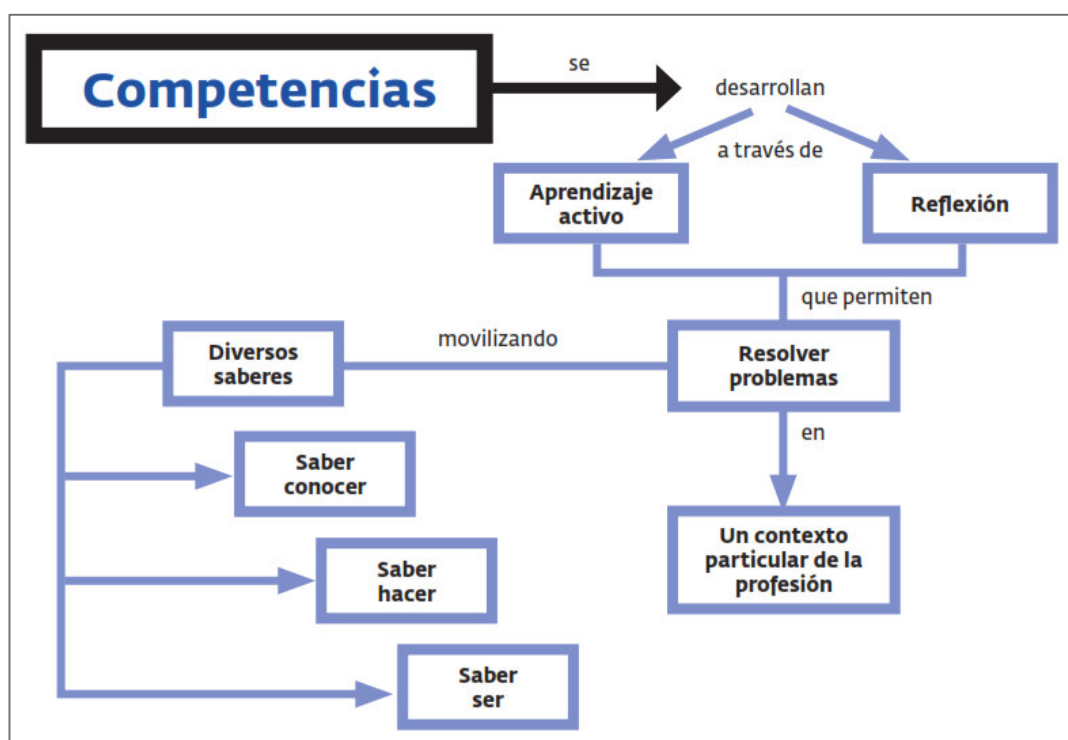 Competencias
se
desarrollan
a través de
Aprendizaje
activo
Reflexión
que permiten
Resolver
problemas
movilizando
Diversos
saberes
en
Saber
conocer
Saber
hacer
Saber
ser
Un contexto
particular de la
profesión